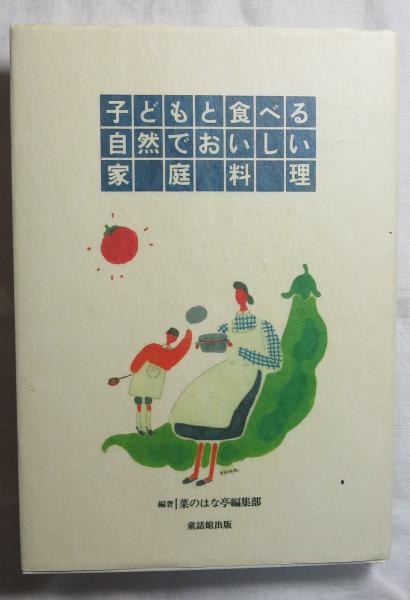 子どもと食べる
自然でおいしい
家庭料理
編著|菜のはな亭編集部
童話館出版